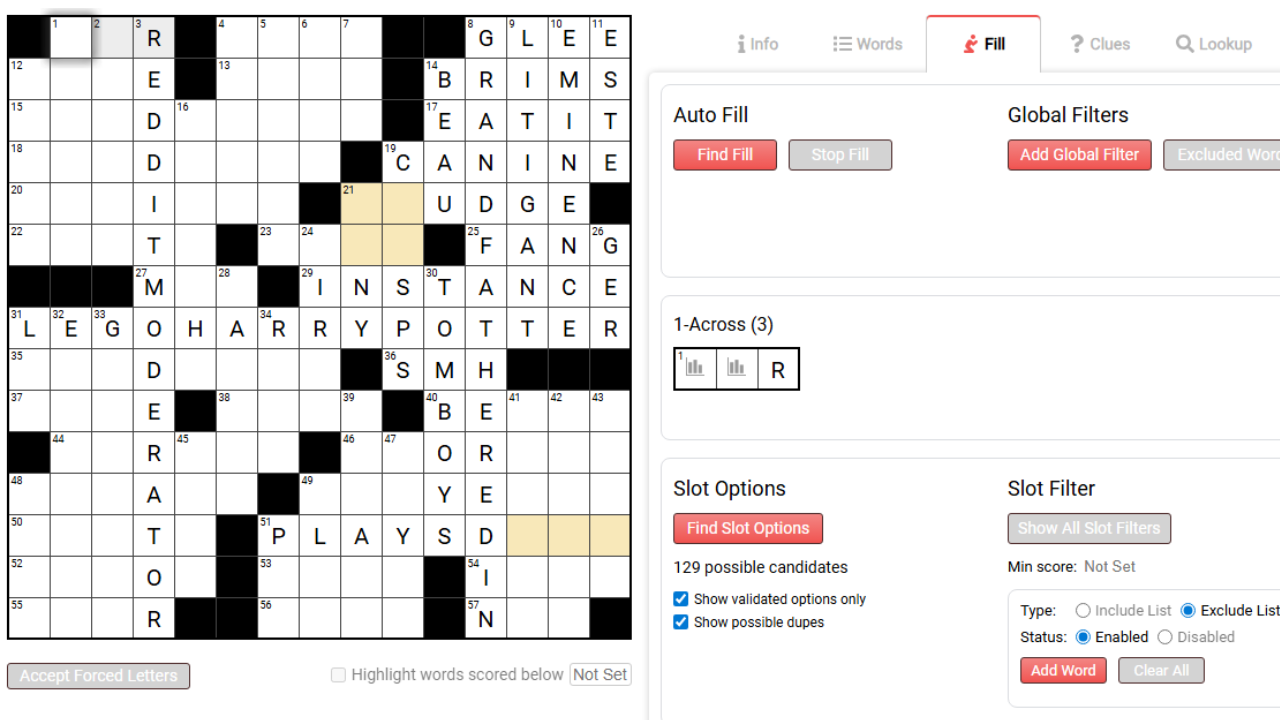 1 2 3 R 4 5 6 7 8 G 9 L 10 E 11 E
12 E 13 14 B R I M S
15 D 16 17 E A T I T
18 D 19 C A N I N E
20 I 21 U D G E
22 T 23 24 25 F A N 26 G
27 M 28 29 I N S 30 T A N C E
31 L 32 E 33 G O H A 34 R R Y P O T T E R
35 D 36 S M H
37 E 38 39 40 B E 41 42 43
44 R 45 46 47 O R
48 A 49 Y E
50 T 51 P L A Y S D
52 O 53 54 I
55 R 56 57 N
Accept Forced Letters
Highlight words scored below Not Set
Info Words Fill Clues Lookup
Auto Fill
Find Fill Stop Fill
Global Filters
Add Global Filter Excluded Word
1-Across (3)
1 R
Slot Options
Find Slot Options
129 possible candidates
Show validated options only
Show possible dupes
Slot Filter
Show All Slot Filters
Min score: Not Set
Type: Include List Exclude List
Status: Enabled Disabled
Add Word Clear All